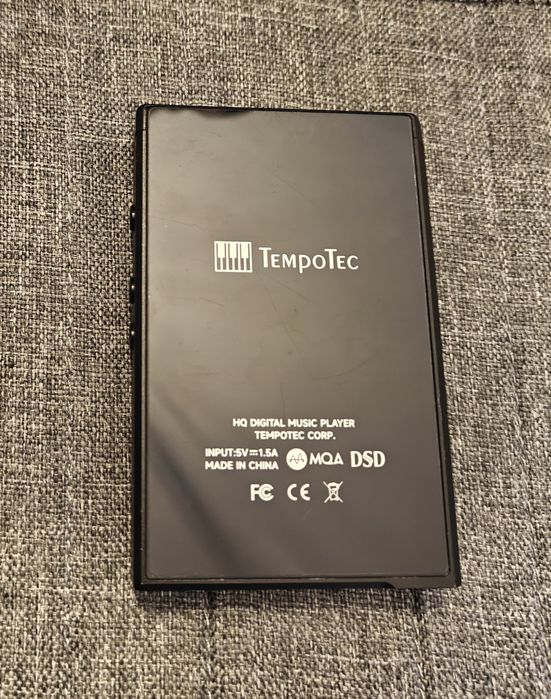 TEMPOTEC
HQ DIGITAL MUSIC PLAYER
TEMPOTEC CORP.
INPUT:5V⎓1.5A
MADE IN CHINA
MQA DSD
FC CE